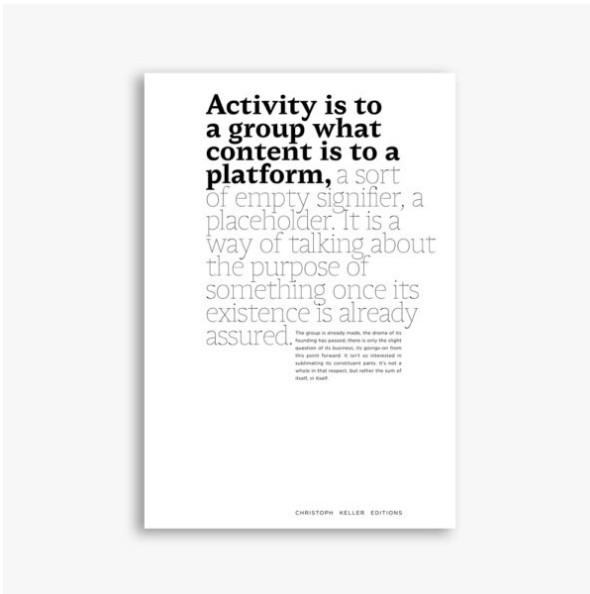 Activity is to
a group what
content is to a
platform, a sort
of empty signifier, a
placeholder. It is a
way of talking about
the purpose of
something once its
existence is already
assured.
The group is already made, the drama of its
founding has passed; there is only the slight
question of its business, its goings-on from
this point forward. It isn't so interested in
sublimating its constituent parts. It's not a
whole in that respect, but rather the sum of
itself, in itself.
CHRISTOPH KELLER EDITIONS